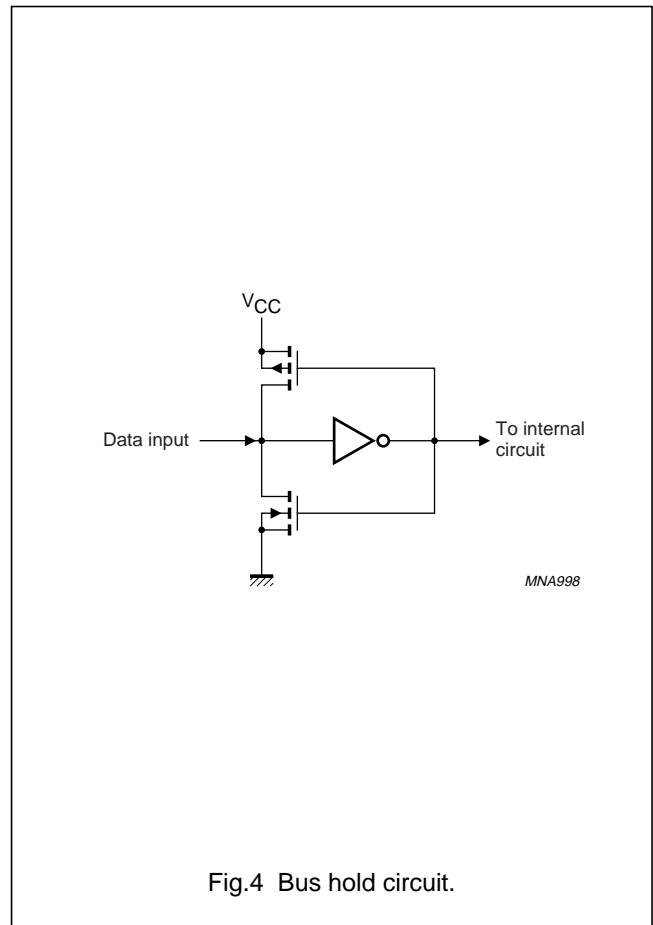 VCC
Data input
To internal
circuit
MNA998
Fig.4 Bus hold circuit.